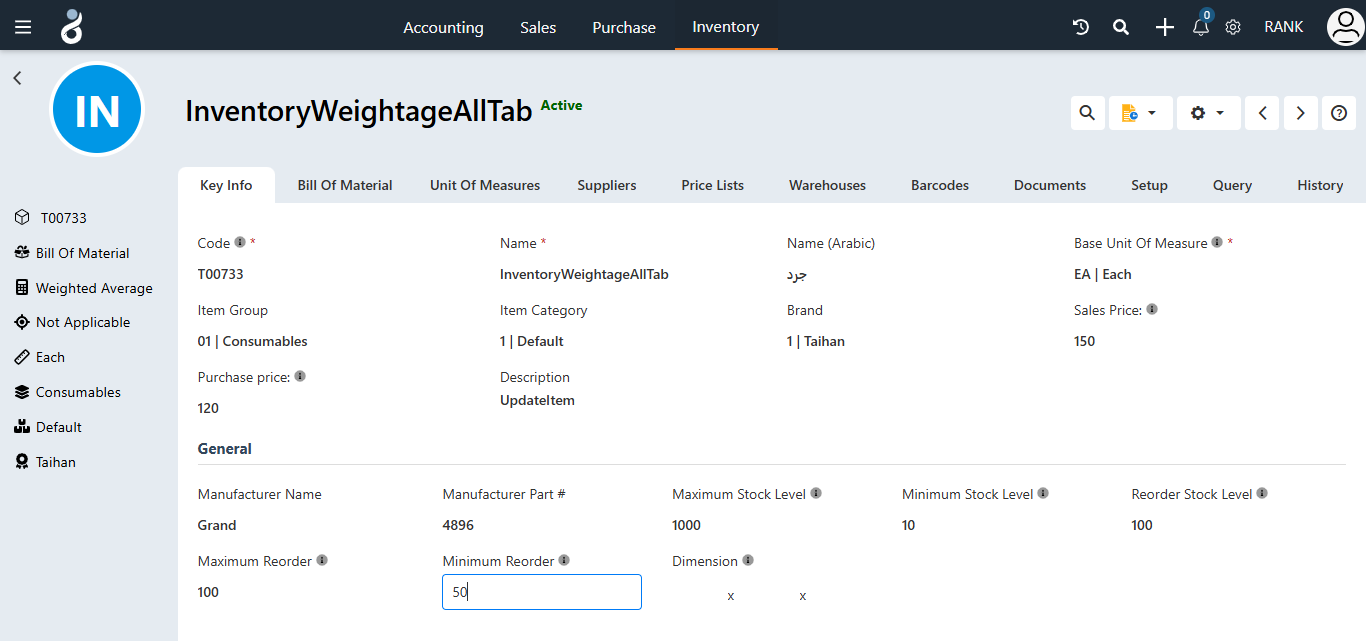 Accounting Sales Purchase Inventory 0 RANK
IN
InventoryWeightageAllTab Active
Key Info Bill Of Material Unit Of Measures Suppliers Price Lists Warehouses Barcodes Documents Setup Query History
T00733
Bill Of Material
Weighted Average
Not Applicable
Each
Consumables
Default
Taihan
Code * Name * Name (Arabic) Base Unit Of Measure *
T00733 InventoryWeightageAllTab جرد EA | Each
Item Group Item Category Brand Sales Price:
01 | Consumables 1 | Default 1 | Taihan 150
Purchase price: Description
120 UpdateItem
General
Manufacturer Name Manufacturer Part # Maximum Stock Level Minimum Stock Level Reorder Stock Level
Grand 4896 1000 10 100
Maximum Reorder Minimum Reorder Dimension
100 50 x x